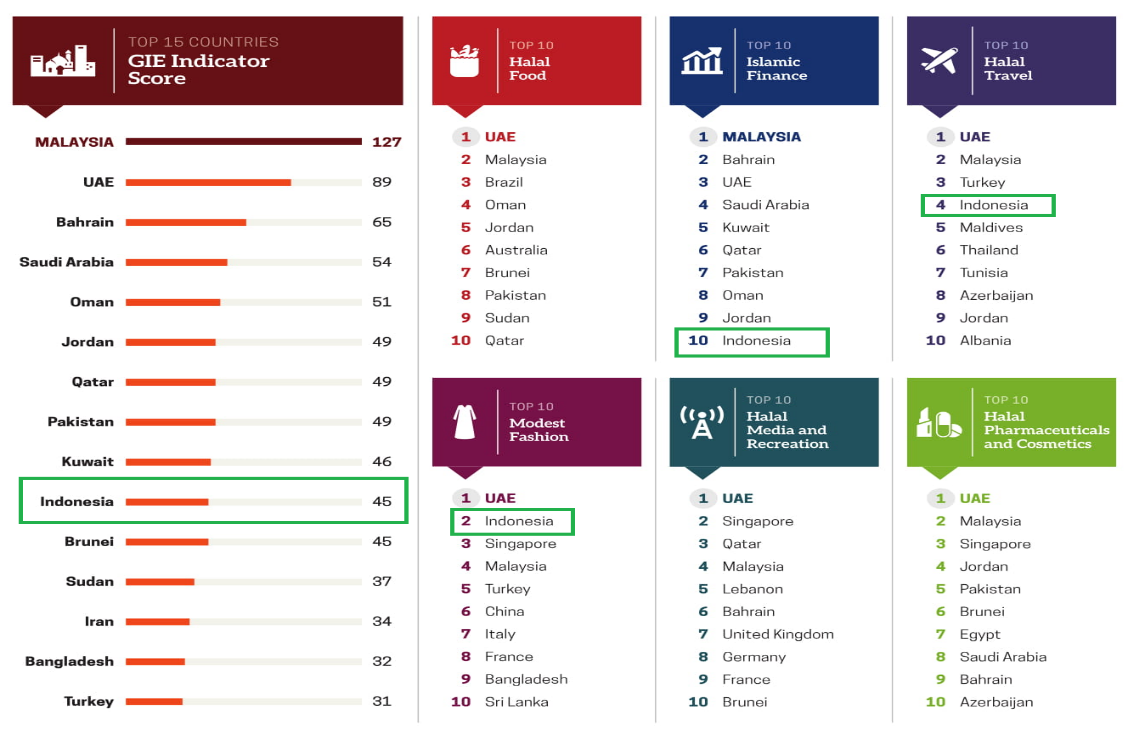 TOP 15 COUNTRIES
GIE Indicator
Score
MALAYSIA 127
UAE 89
Bahrain 65
Saudi Arabia 54
Oman 51
Jordan 49
Qatar 49
Pakistan 49
Kuwait 46
Indonesia 45
Brunei 45
Sudan 37
Iran 34
Bangladesh 32
Turkey 31
TOP 10
Halal
Food
1 UAE
2 Malaysia
3 Brazil
4 Oman
5 Jordan
6 Australia
7 Brunei
8 Pakistan
9 Sudan
10 Qatar
TOP 10
Islamic
Finance
1 MALAYSIA
2 Bahrain
3 UAE
4 Saudi Arabia
5 Kuwait
6 Qatar
7 Pakistan
8 Oman
9 Jordan
10 Indonesia
TOP 10
Halal
Travel
1 UAE
2 Malaysia
3 Turkey
4 Indonesia
5 Maldives
6 Thailand
7 Tunisia
8 Azerbaijan
9 Jordan
10 Albania
TOP 10
Modest
Fashion
1 UAE
2 Indonesia
3 Singapore
4 Malaysia
5 Turkey
6 China
7 Italy
8 France
9 Bangladesh
10 Sri Lanka
TOP 10
Halal
Media and
Recreation
1 UAE
2 Singapore
3 Qatar
4 Malaysia
5 Lebanon
6 Bahrain
7 United Kingdom
8 Germany
9 France
10 Brunei
TOP 10
Halal
Pharmaceuticals
and Cosmetics
1 UAE
2 Malaysia
3 Singapore
4 Jordan
5 Pakistan
6 Brunei
7 Egypt
8 Saudi Arabia
9 Bahrain
10 Azerbaijan